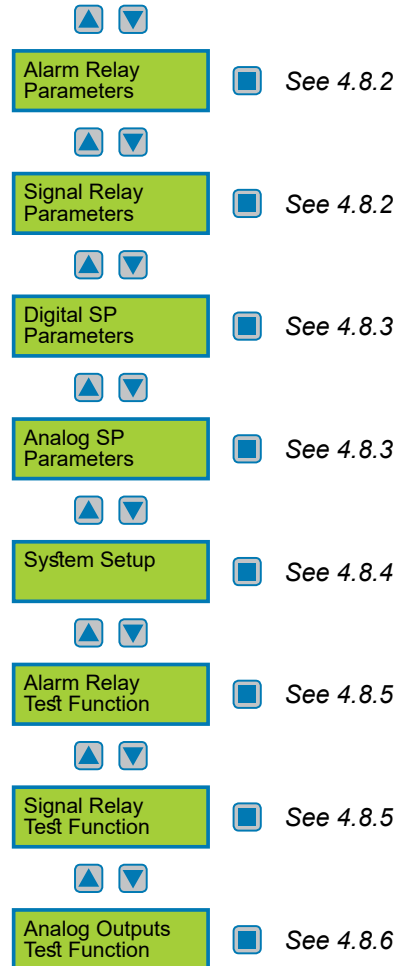 Alarm Relay
Parameters
See 4.8.2
Signal Relay
Parameters
See 4.8.2
Digital SP
Parameters
See 4.8.3
Analog SP
Parameters
See 4.8.3
System Setup
See 4.8.4
Alarm Relay
Test Function
See 4.8.5
Signal Relay
Test Function
See 4.8.5
Analog Outputs
Test Function
See 4.8.6